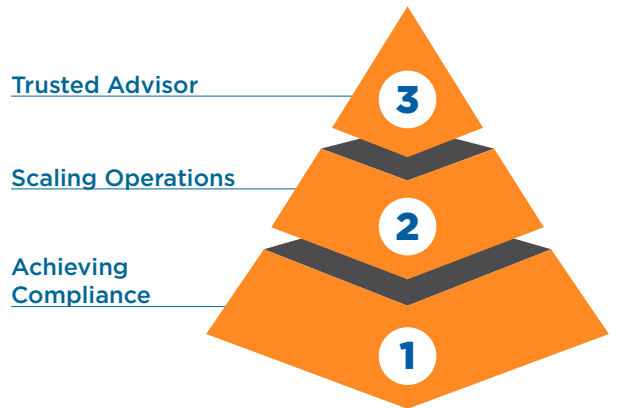 Trusted Advisor
3
Scaling Operations
2
Achieving
Compliance
1